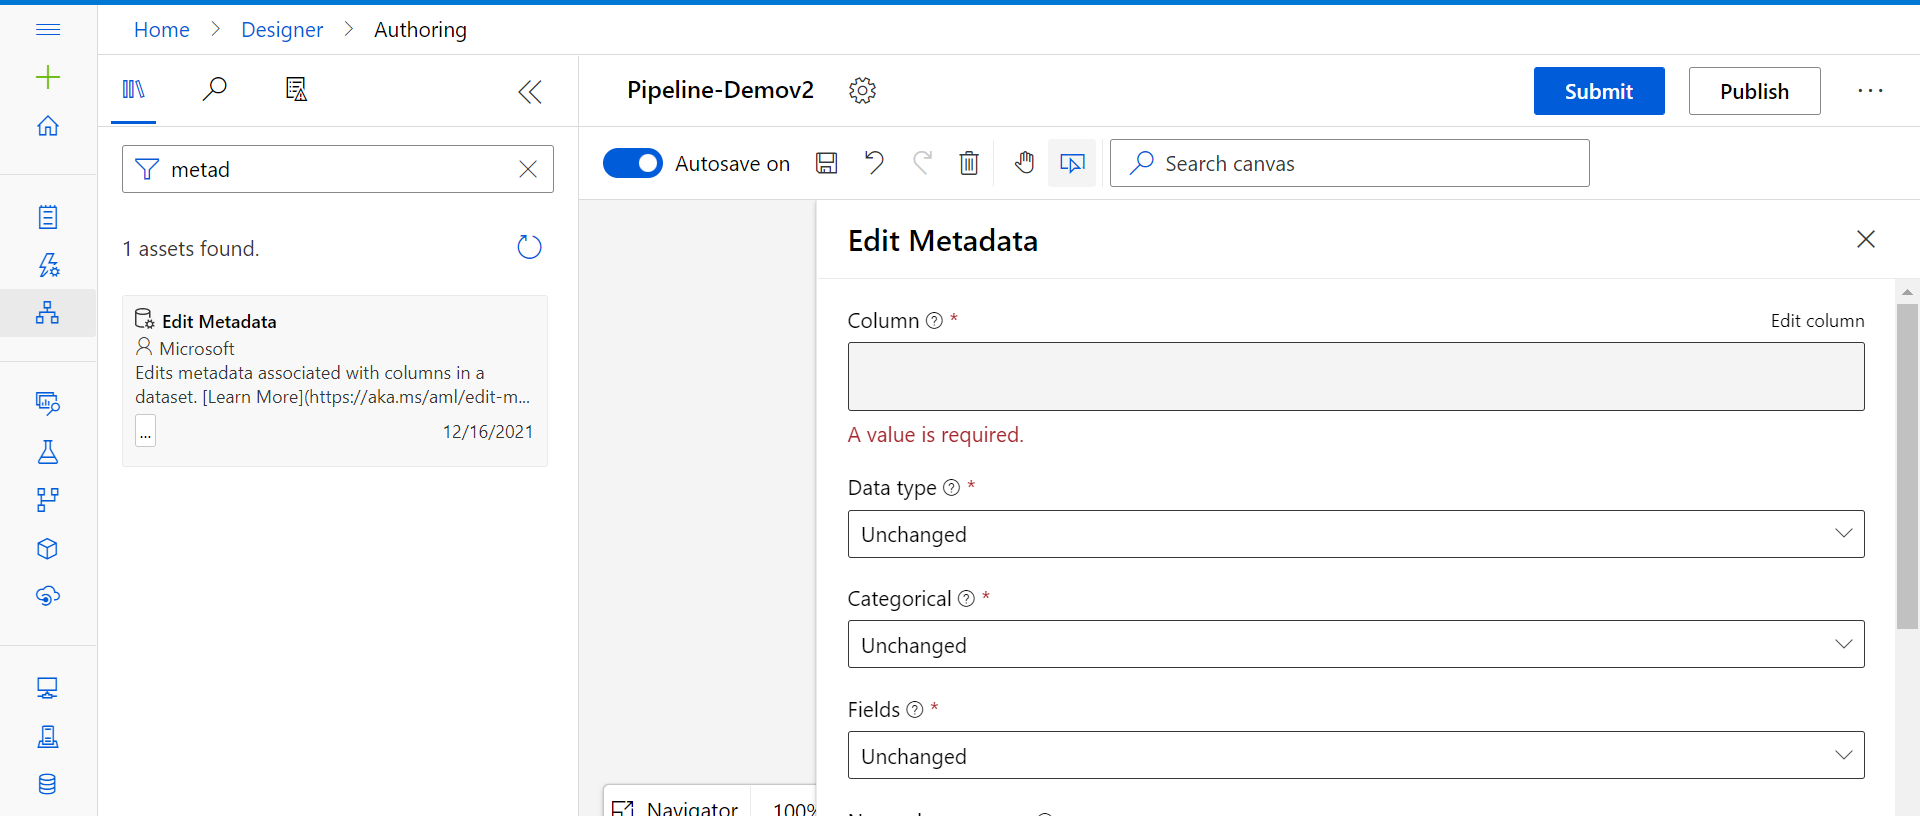 Home > Designer > Authoring
Pipeline-Demov2
Submit
Publish
...
metad
Autosave on
Search canvas
1 assets found.
Edit Metadata
Microsoft
Edits metadata associated with columns in a
dataset. [Learn More](https://aka.ms/aml/edit-m...
...
12/16/2021
Edit Metadata
Column ? *
Edit column
A value is required.
Data type ? *
Unchanged
Categorical ? *
Unchanged
Fields ? *
Unchanged
Navigator
100%